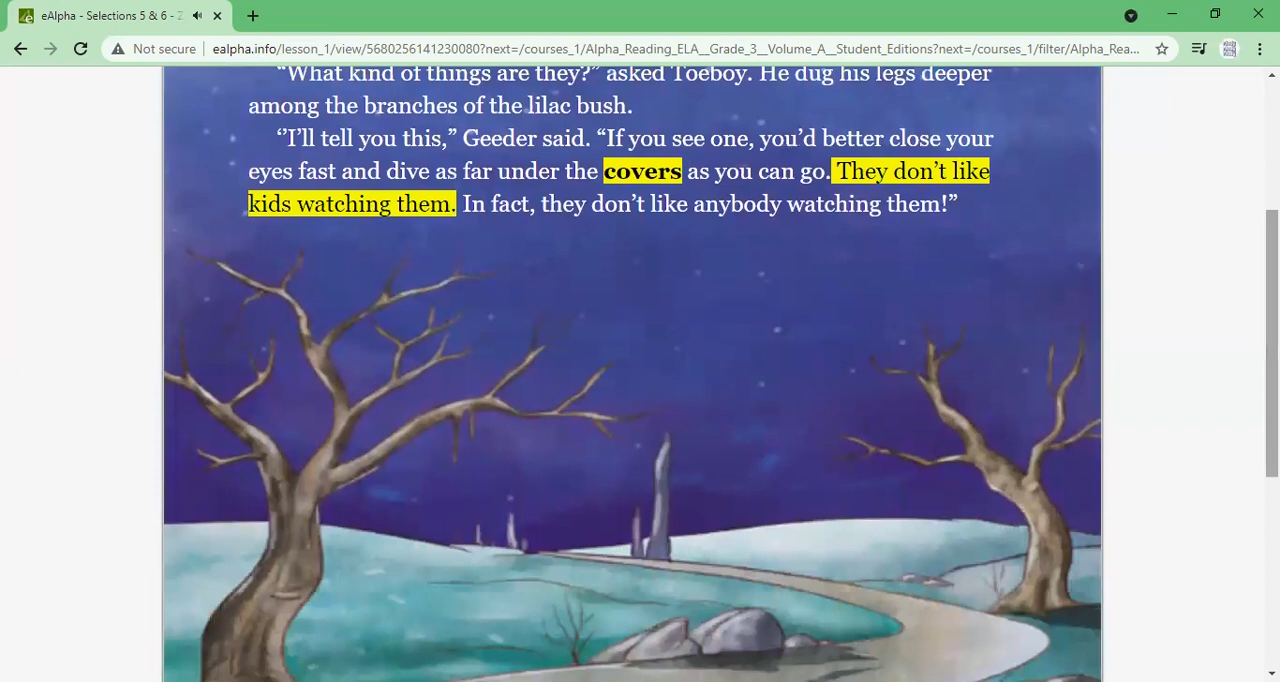 eAlpha - Selections 5 & 6 - Z
Not secure
ealpha.info/lesson_1/view/5680256141230080?next=/courses_1/Alpha_Reading_ELA__Grade_3__Volume_A__Student_Editions?next=/courses_1/filter/Alpha_Rea...
“What kind of things are they?” asked Toeboy. He dug his legs deeper
among the branches of the lilac bush.
“I’ll tell you this,” Geeder said. “If you see one, you’d better close your
eyes fast and dive as far under the covers as you can go. They don’t like
kids watching them. In fact, they don’t like anybody watching them!”